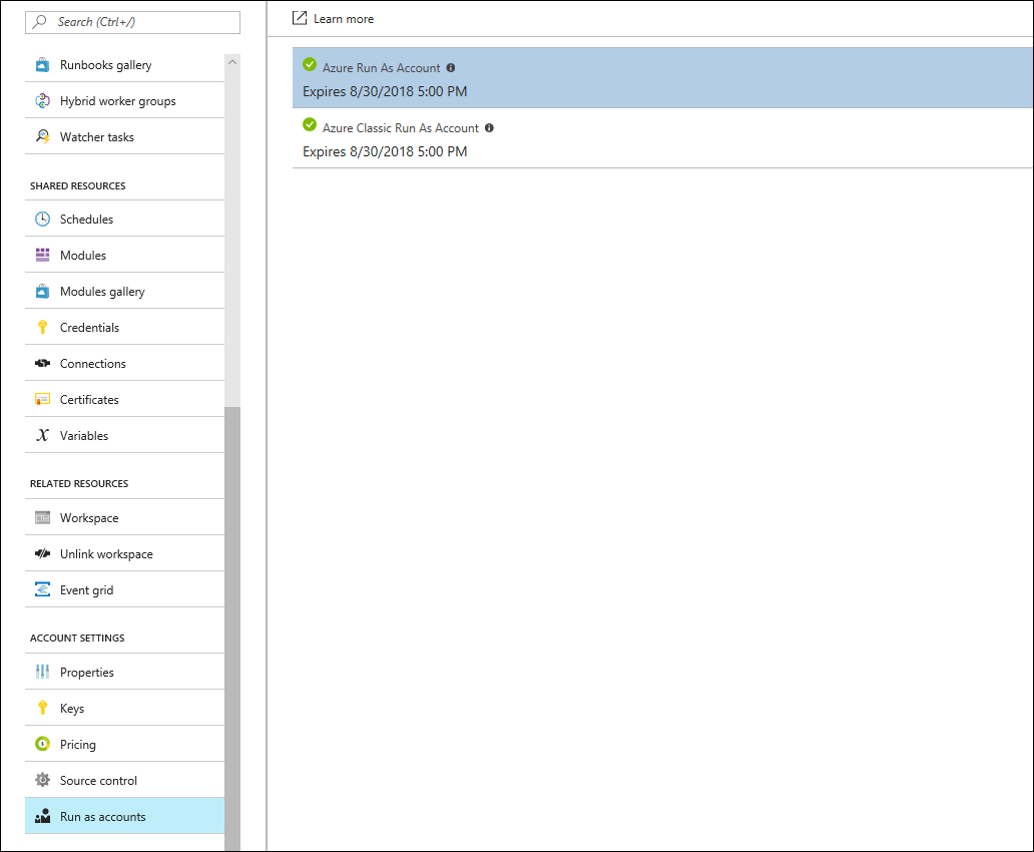 Search (Ctrl+/)
Runbooks gallery
Hybrid worker groups
Watcher tasks
SHARED RESOURCES
Schedules
Modules
Modules gallery
Credentials
Connections
Certificates
Variables
RELATED RESOURCES
Workspace
Unlink workspace
Event grid
ACCOUNT SETTINGS
Properties
Keys
Pricing
Source control
Run as accounts
Learn more
Azure Run As Account
Expires 8/30/2018 5:00 PM
Azure Classic Run As Account
Expires 8/30/2018 5:00 PM